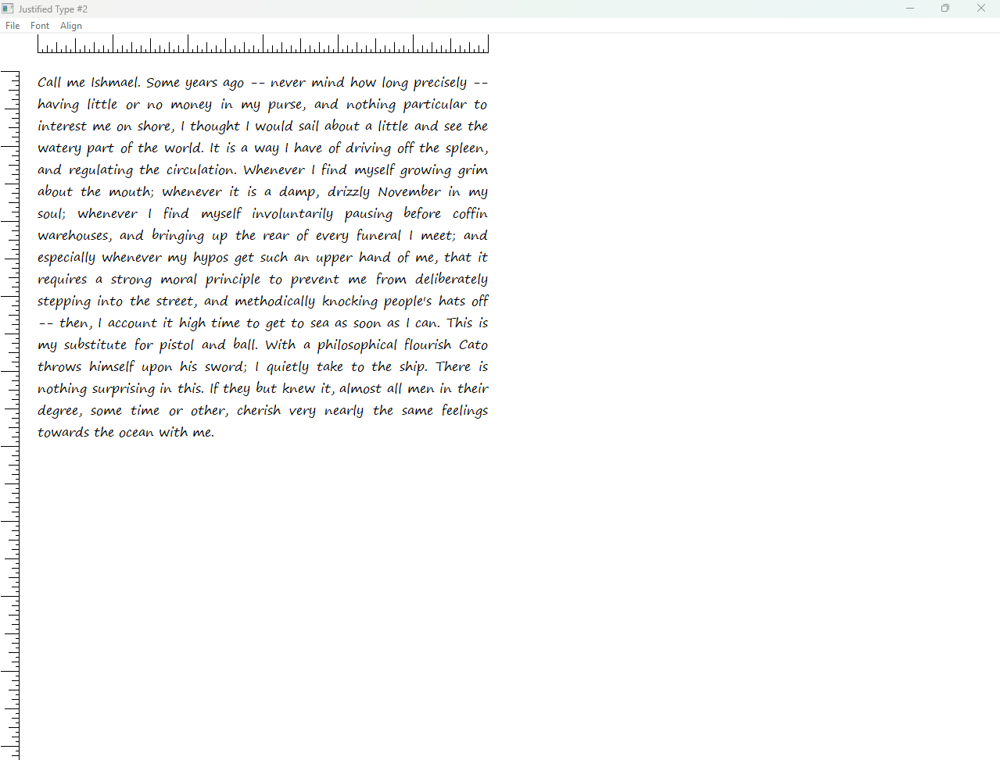 Justified Type #2
File Font Align
Call me Ishmael. Some years ago -- never mind how long precisely --
having little or no money in my purse, and nothing particular to
interest me on shore, I thought I would sail about a little and see the
watery part of the world. It is a way I have of driving off the spleen,
and regulating the circulation. Whenever I find myself growing grim
about the mouth; whenever it is a damp, drizzly November in my
soul; whenever I find myself involuntarily pausing before coffin
warehouses, and bringing up the rear of every funeral I meet; and
especially whenever my hypos get such an upper hand of me, that it
requires a strong moral principle to prevent me from deliberately
stepping into the street, and methodically knocking people's hats off
-- then, I account it high time to get to sea as soon as I can. This is
my substitute for pistol and ball. With a philosophical flourish Cato
throws himself upon his sword; I quietly take to the ship. There is
nothing surprising in this. If they but knew it, almost all men in their
degree, some time or other, cherish very nearly the same feelings
towards the ocean with me.